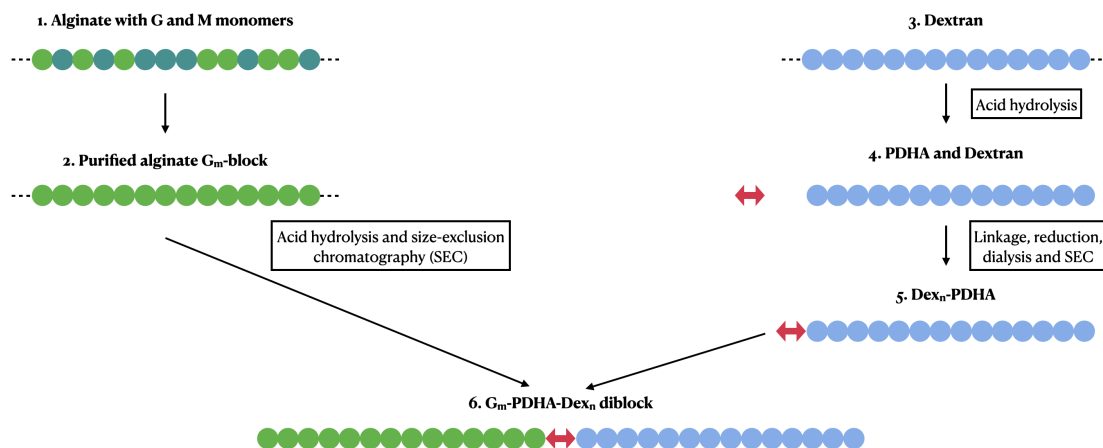 1. Alginate with G and M monomers
2. Purified alginate Gm-block
Acid hydrolysis and size-exclusion
chromatography (SEC)
3. Dextran
Acid hydrolysis
4. PDHA and Dextran
Linkage, reduction,
dialysis and SEC
5. Dexn-PDHA
6. Gm-PDHA-Dexn diblock